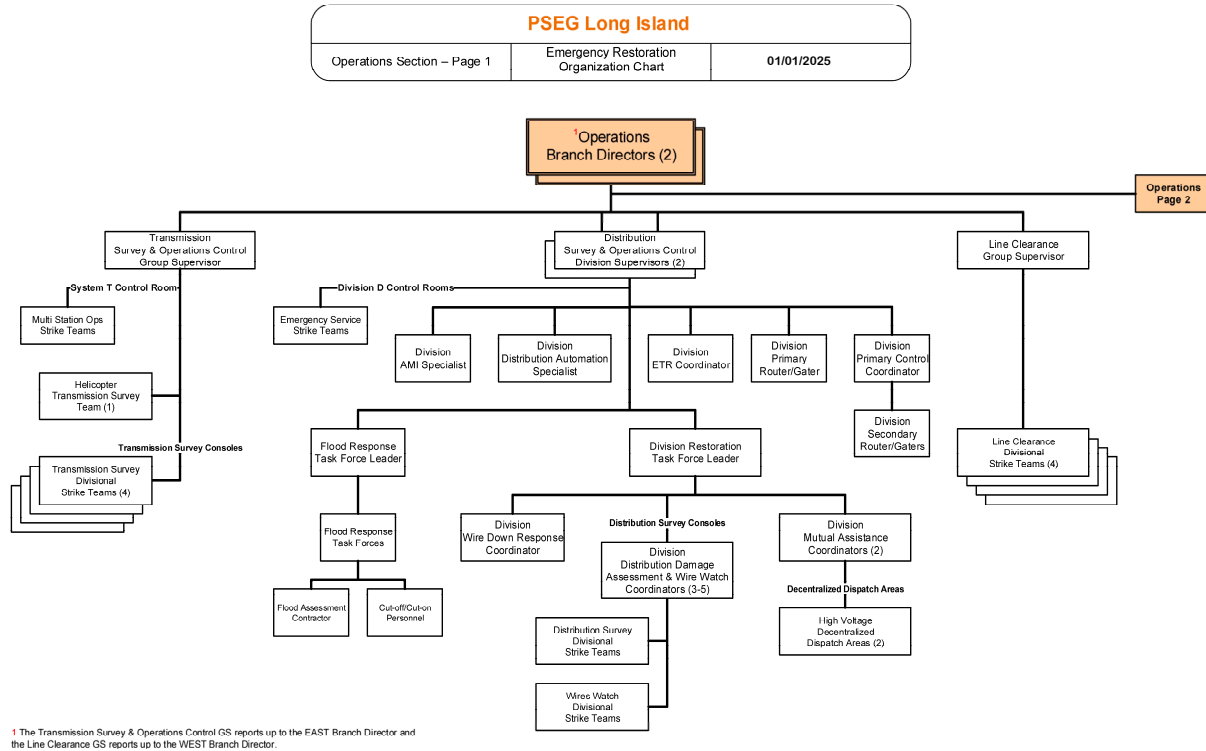 PSEG Long Island
Operations Section – Page 1
Emergency Restoration
Organization Chart
01/01/2025
1Operations
Branch Directors (2)
Operations
Page 2
Transmission
Survey & Operations Control
Group Supervisor
Distribution
Survey & Operations Control
Division Supervisors (2)
Line Clearance
Group Supervisor
System T Control Room
Division D Control Rooms
Multi Station Ops
Strike Teams
Emergency Service
Strike Teams
Division
AMI Specialist
Division
Distribution Automation
Specialist
Division
ETR Coordinator
Division
Primary
Router/Gater
Division
Primary Control
Coordinator
Helicopter
Transmission Survey
Team (1)
Division
Secondary
Router/Gaters
Transmission Survey Consoles
Flood Response
Task Force Leader
Division Restoration
Task Force Leader
Line Clearance
Divisional
Strike Teams (4)
Transmission Survey
Divisional
Strike Teams (4)
Flood Response
Task Forces
Division
Wire Down Response
Coordinator
Distribution Survey Consoles
Division
Distribution Damage
Assessment & Wire Watch
Coordinators (3-5)
Division
Mutual Assistance
Coordinators (2)
Decentralized Dispatch Areas
Flood Assessment
Contractor
Cut-off/Cut-on
Personnel
High Voltage
Decentralized
Dispatch Areas (2)
Distribution Survey
Divisional
Strike Teams
Wires Watch
Divisional
Strike Teams
1 The Transmission Survey & Operations Control GS reports up to the EAST Branch Director and
the Line Clearance GS reports up to the WEST Branch Director.